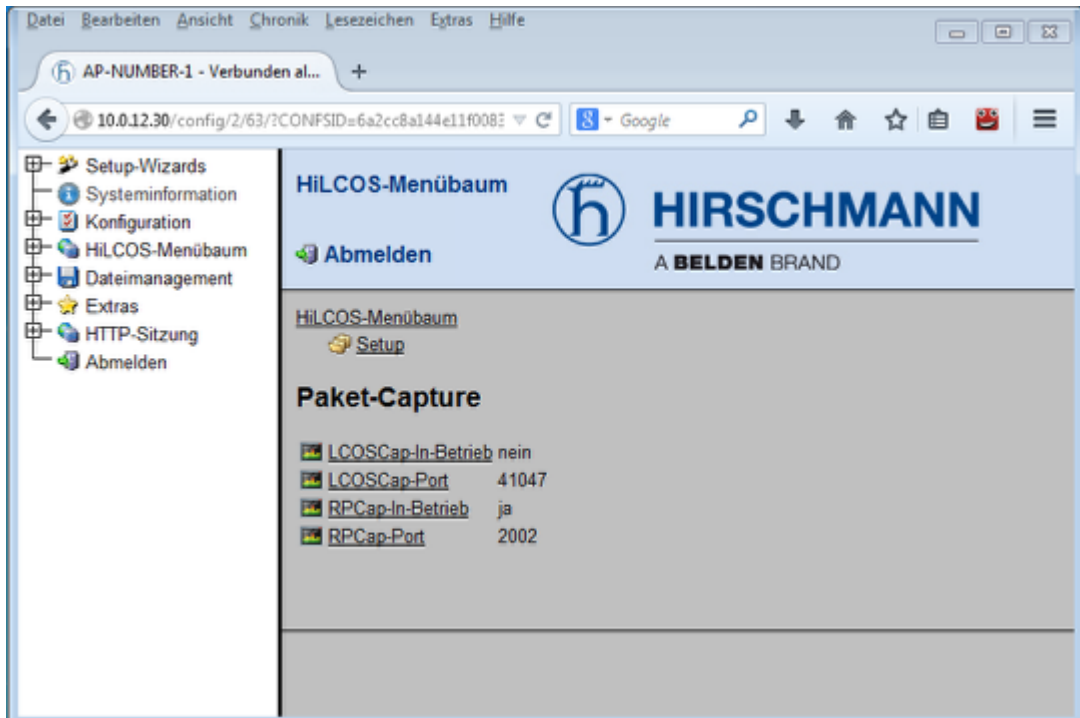 Datei Bearbeiten Ansicht Chronik Lesezeichen Extras Hilfe
AP-NUMBER-1 - Verbunden al...
10.0.12.30/config/2/63/?CONFSID=6a2cc8a144e11f008
Google
Setup-Wizards
Systeminformation
Konfiguration
HiLCOS-Menübaum
Dateimanagement
Extras
HTTP-Sitzung
Abmelden
HiLCOS-Menübaum
Abmelden
HIRSCHMANN
A BELDEN BRAND
HiLCOS-Menübaum
Setup
Paket-Capture
LCOSCap-In-Betrieb nein
LCOSCap-Port 41047
RPCap-In-Betrieb ja
RPCap-Port 2002